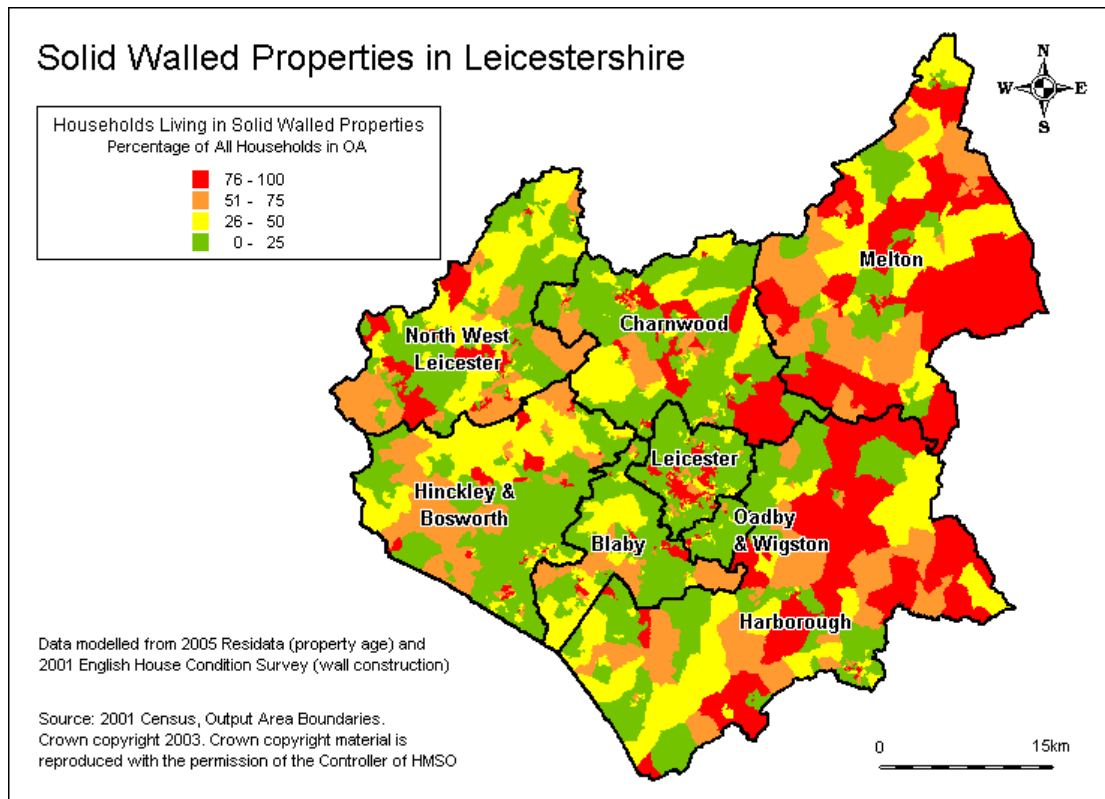 Solid Walled Properties in Leicestershire
N
W E
S
Households Living in Solid Walled Properties
Percentage of All Households in OA
76 - 100
51 - 75
26 - 50
0 - 25
Melton
Charnwood
North West
Leicester
Leicester
Hinckley &
Bosworth
Oadby
& Wigston
Blaby
Harborough
Data modelled from 2005 Residata (property age) and
2001 English House Condition Survey (wall construction)
Source: 2001 Census, Output Area Boundaries.
Crown copyright 2003. Crown copyright material is
reproduced with the permission of the Controller of HMSO
0 15km